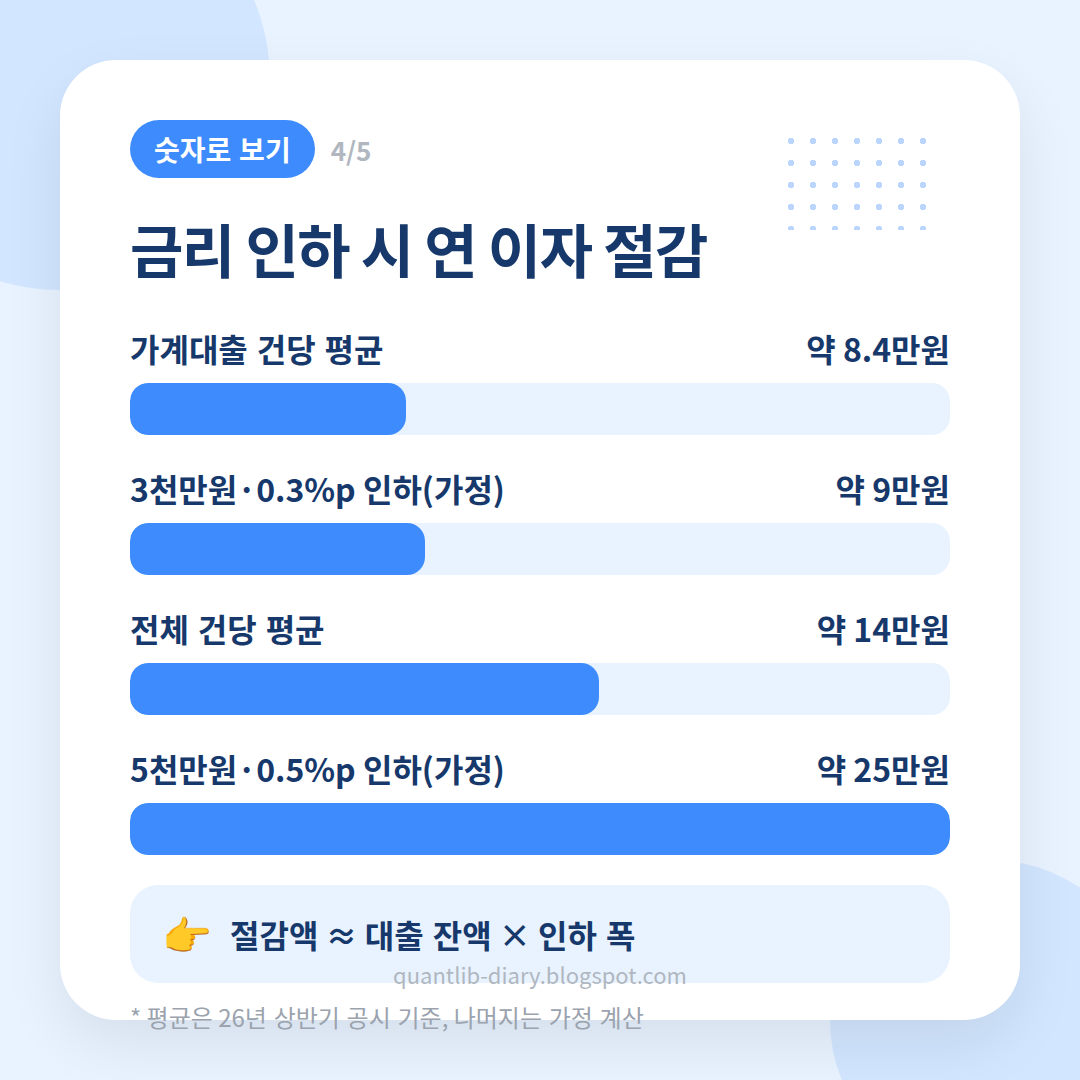 숫자로 보기 4/5
금리 인하 시 연 이자 절감
가계대출 건당 평균 약 8.4만원
3천만원·0.3%p 인하(가정) 약 9만원
전체 건당 평균 약 14만원
5천만원·0.5%p 인하(가정) 약 25만원
👉 절감액 ≈ 대출 잔액 × 인하 폭
quantlib-diary.blogspot.com
* 평균은 26년 상반기 공시 기준, 나머지는 가정 계산